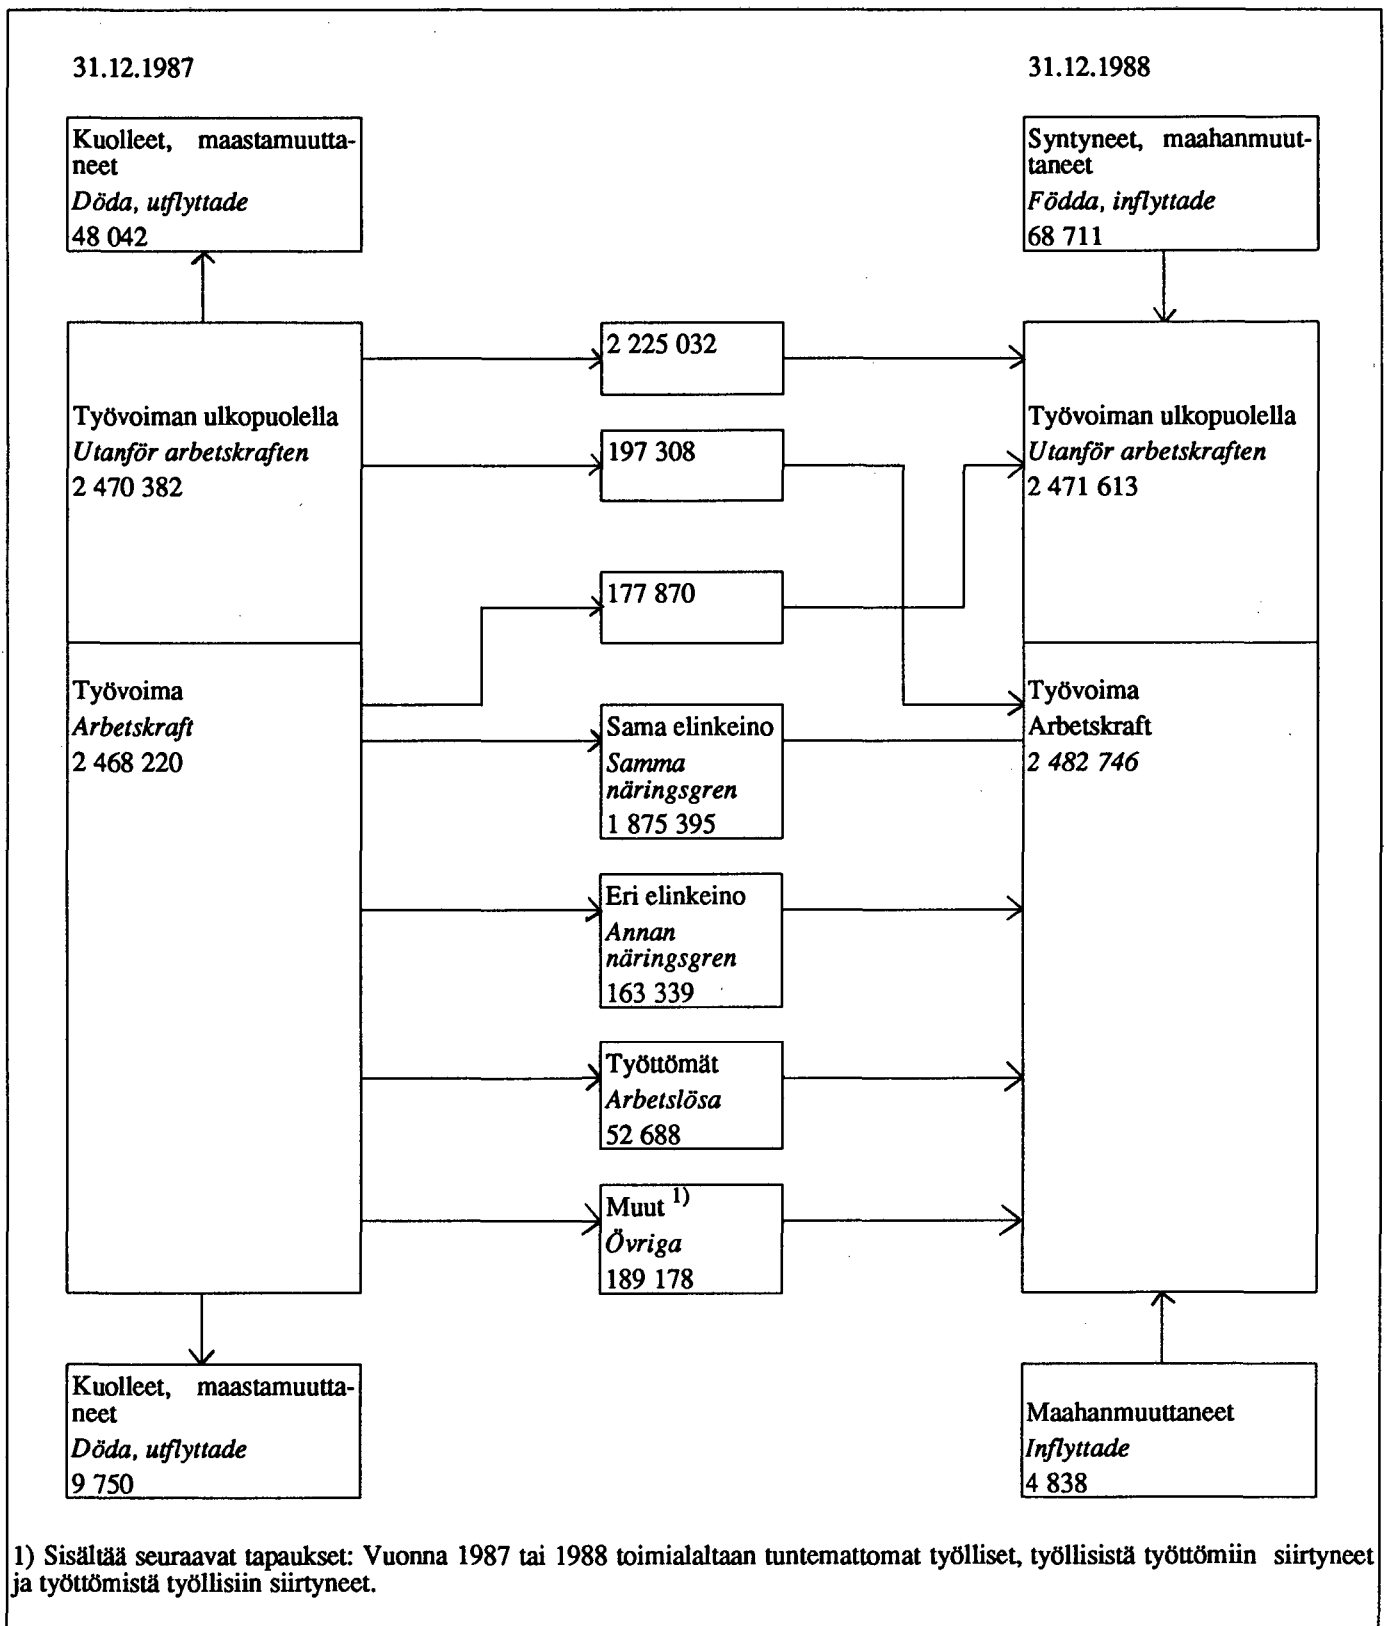 31.12.1987
31.12.1988
Kuolleet, maastamuutta-
neet
Döda, utflyttade
48 042
Syntyneet, maahanmuut-
taneet
Födda, inflyttade
68 711
Työvoiman ulkopuolella
Utanför arbetskraften
2 470 382
2 225 032
197 308
177 870
Työvoiman ulkopuolella
Utanför arbetskraften
2 471 613
Työvoima
Arbetskraft
2 468 220
Sama elinkeino
Samma
näringsgren
1 875 395
Työvoima
Arbetskraft
2 482 746
Eri elinkeino
Annan
näringsgren
163 339
Työttömät
Arbetslösa
52 688
Muut 1)
Övriga
189 178
Kuolleet, maastamuutta-
neet
Döda, utflyttade
9 750
Maahanmuuttaneet
Inflyttade
4 838
1) Sisältää seuraavat tapaukset: Vuonna 1987 tai 1988 toimialaltaan tuntemattomat työlliset, työllisistä työttömiin siirtyneet
ja työttömistä työllisiin siirtyneet.